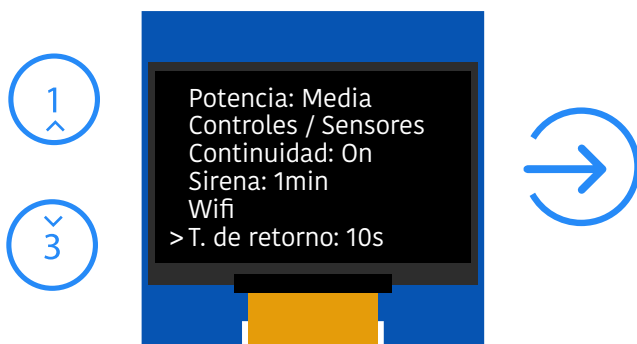 1
3
Potencia: Media
Controles / Sensores
Continuidad: On
Sirena: 1min
Wifi
>T. de retorno: 10s